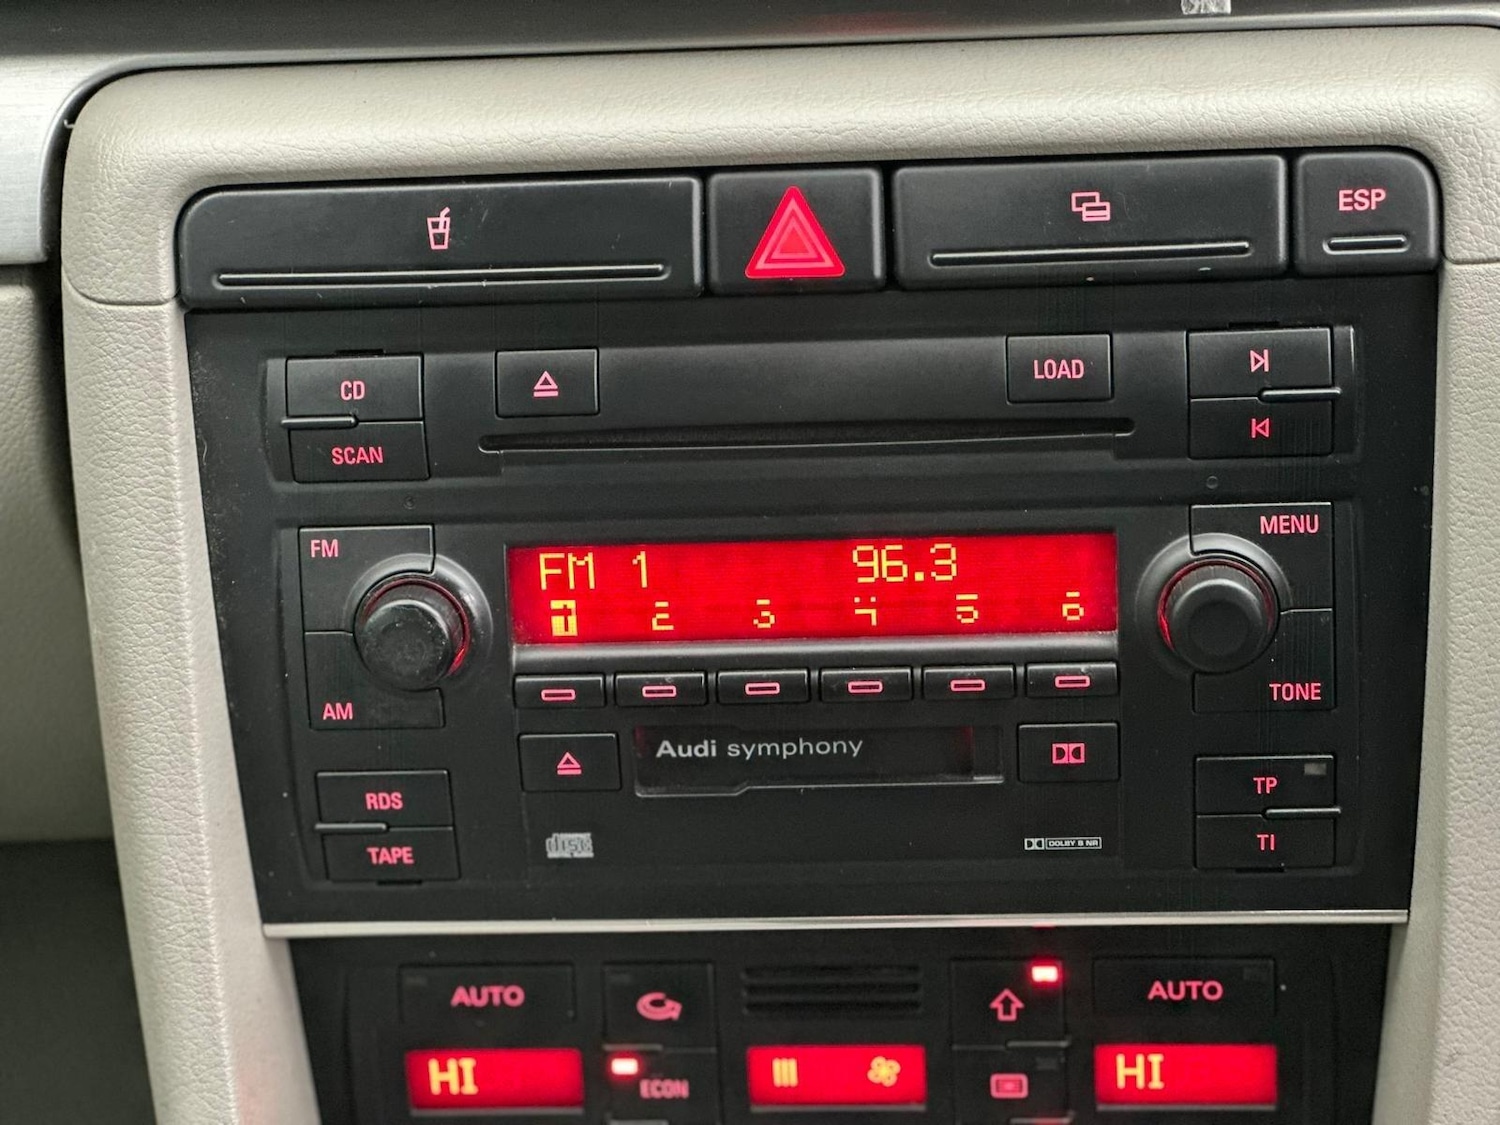 ESP
CD
LOAD
SCAN
FM
MENU
FM 1 96.3
1 2 3 4 5 6
AM
TONE
Audi symphony
RDS
TP
TAPE
disc
DOLBY B NR
TI
AUTO
AUTO
HI
ECON
HI